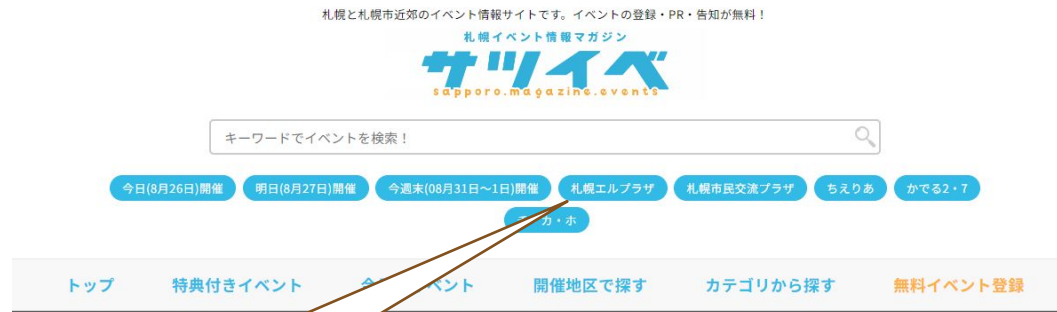 札幌と札幌市近郊のイベント情報サイトです。イベントの登録・PR・告知が無料！
札幌イベント情報マガジン
サツイベ
sapporo.magazine.events
キーワードでイベントを検索！
今日(8月26日)開催 明日(8月27日)開催 今週末(08月31日～1日)開催 札幌エルプラザ 札幌市民交流プラザ ちえりあ かでる2・7
カ・ホ
トップ 特典付きイベント ベント 開催地区で探す カテゴリから探す 無料イベント登録